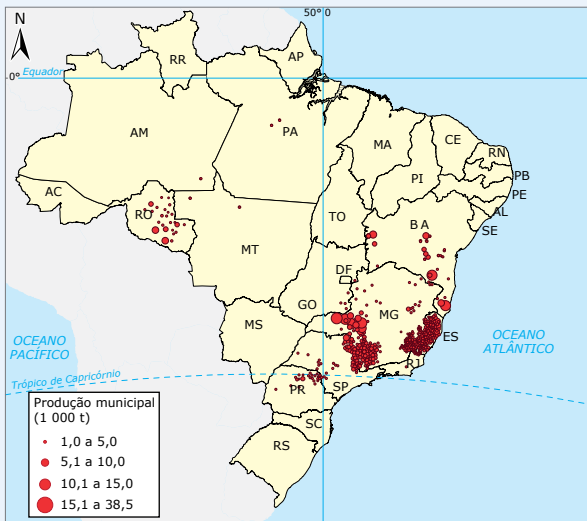 50° 0'
N
Equador
0°
RR
AP
AM
PA
MA
CE
RN
PB
PE
AL
SE
PI
AC
RO
TO
BA
MT
DF
GO
MG
ES
MS
SP
RJ
PR
SC
RS
OCEANO
PACÍFICO
OCEANO
ATLÂNTICO
Trópico de Capricórnio
Produção municipal
(1 000 t)
1,0 a 5,0
5,1 a 10,0
10,1 a 15,0
15,1 a 38,5